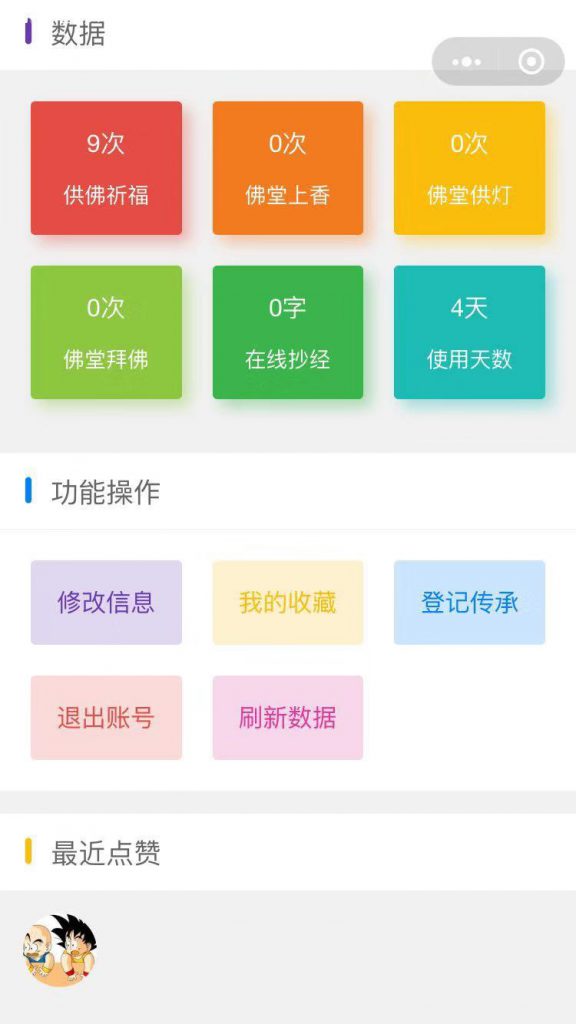 数据
9次
供佛祈福
0次
佛堂上香
0次
佛堂供灯
0次
佛堂拜佛
0字
在线抄经
4天
使用天数
功能操作
修改信息
我的收藏
登记传承
退出账号
刷新数据
最近点赞